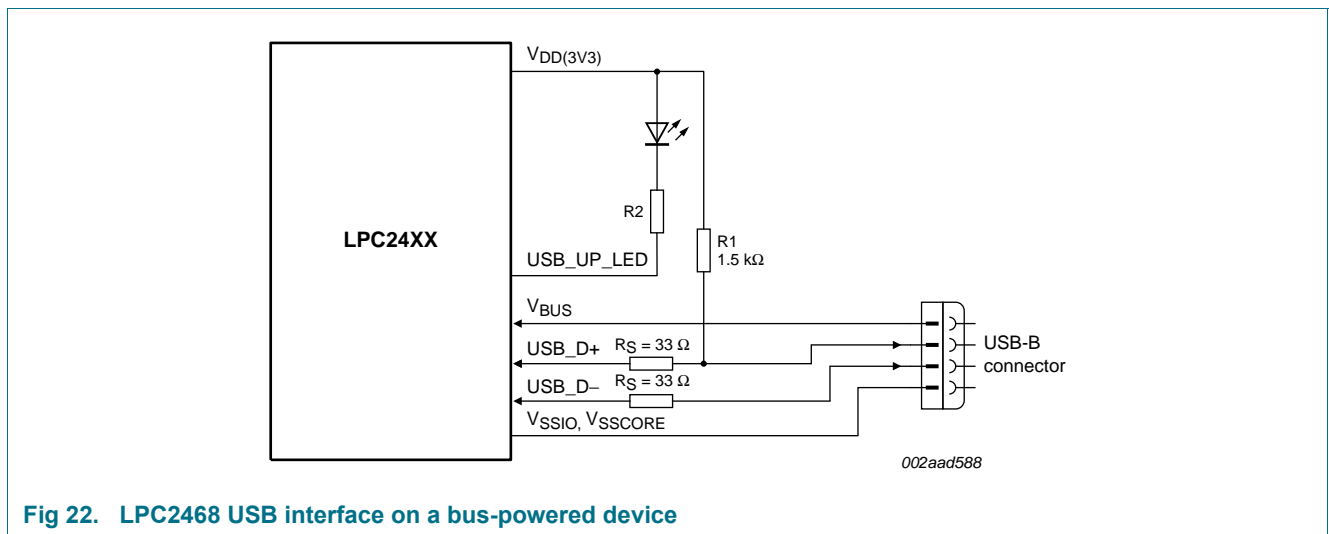 VDD(3V3)
R2
LPC24XX
R1
1.5 kΩ
USB_UP_LED
VBUS
USB_D+
RS = 33 Ω
USB-B
connector
USB_D−
RS = 33 Ω
VSSIO, VSSCORE
002aad588
Fig 22. LPC2468 USB interface on a bus-powered device